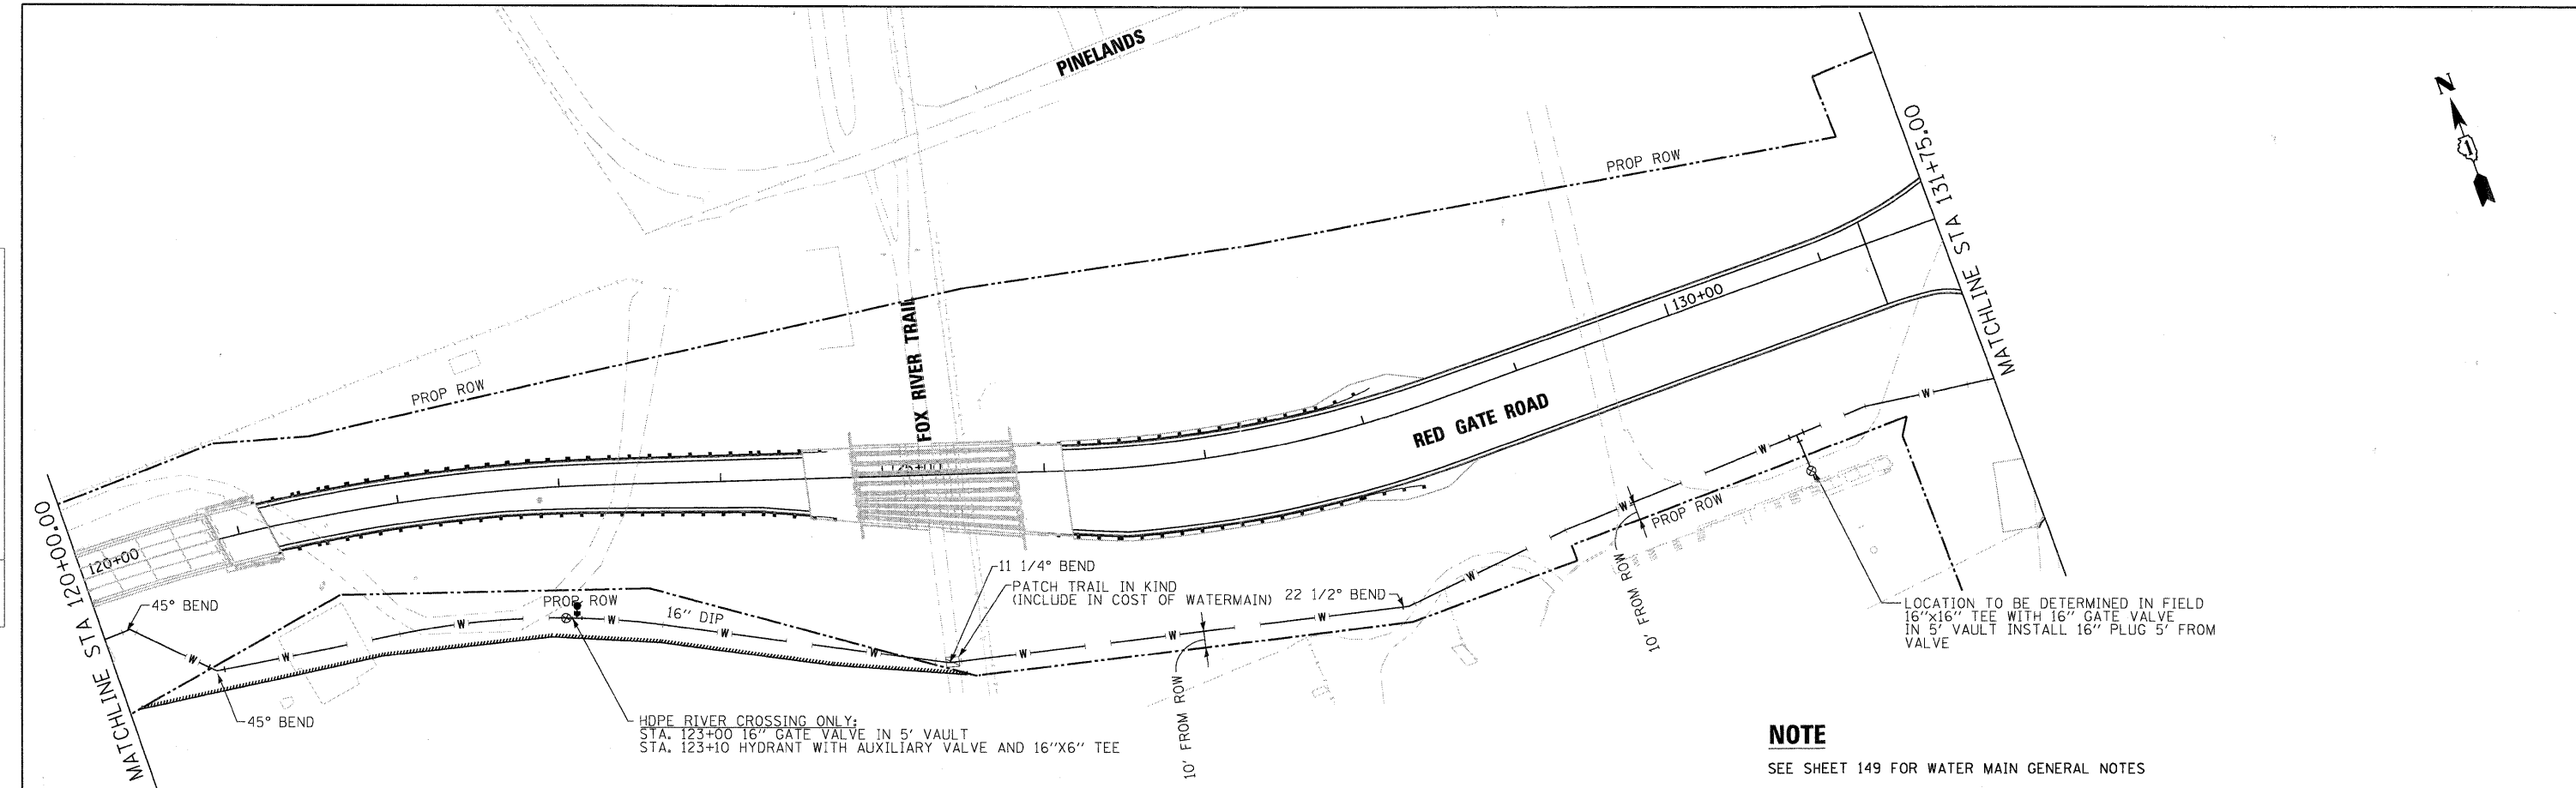 PINELANDS
N
1
MATCHLINE STA 131+75.00
PROP ROW
130+00
FOX RIVER TRAIL
PROP ROW
RED GATE ROAD
125+00
W
W
PROP ROW
W
10' FROM ROW
MATCHLINE STA 120+00.00
120+00
45° BEND
PROP ROW
16" DIP
W
W
W
W
W
W
45° BEND
11 1/4° BEND
PATCH TRAIL IN KIND
(INCLUDE IN COST OF WATERMAIN)
22 1/2° BEND
W
W
W
W
10' FROM ROW
LOCATION TO BE DETERMINED IN FIELD
16"x16" TEE WITH 16" GATE VALVE
IN 5' VAULT INSTALL 16" PLUG 5' FROM
VALVE
HDPE RIVER CROSSING ONLY:
STA. 123+00 16" GATE VALVE IN 5' VAULT
STA. 123+10 HYDRANT WITH AUXILIARY VALVE AND 16"X6" TEE
NOTE
SEE SHEET 149 FOR WATER MAIN GENERAL NOTES